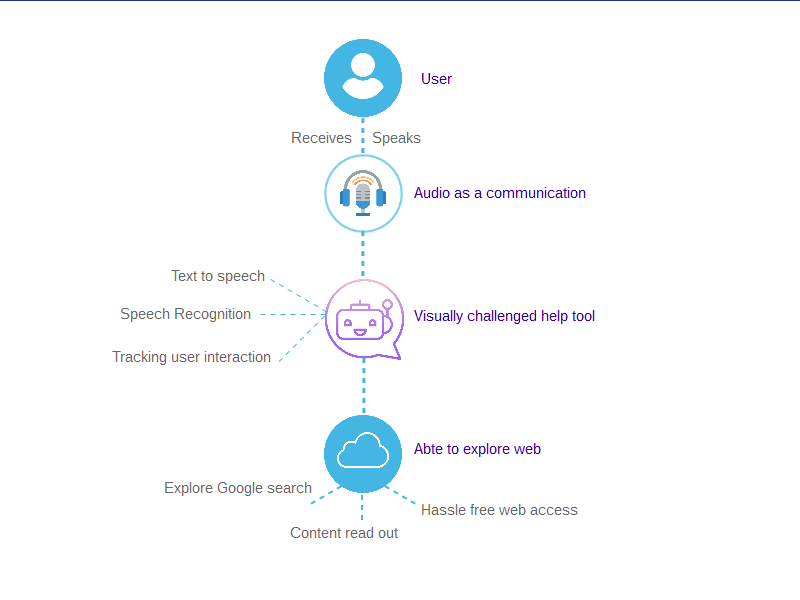 User
Receives
Speaks
Audio as a communication
Text to speech
Speech Recognition
Visually challenged help tool
Tracking user interaction
Abte to explore web
Explore Google search
Hassle free web access
Content read out